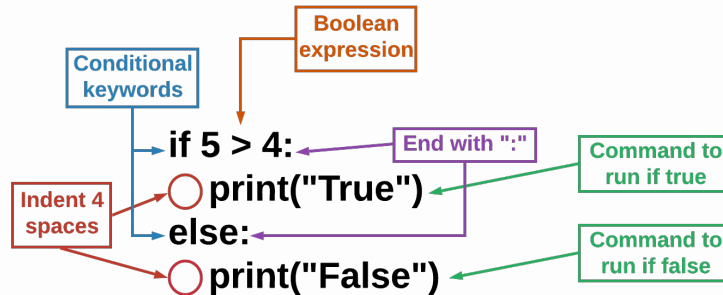 Boolean
expression
Conditional
keywords
if 5 > 4:
End with ":"
print("True")
Command to
run if true
Indent 4
spaces
else:
print("False")
Command to
run if false